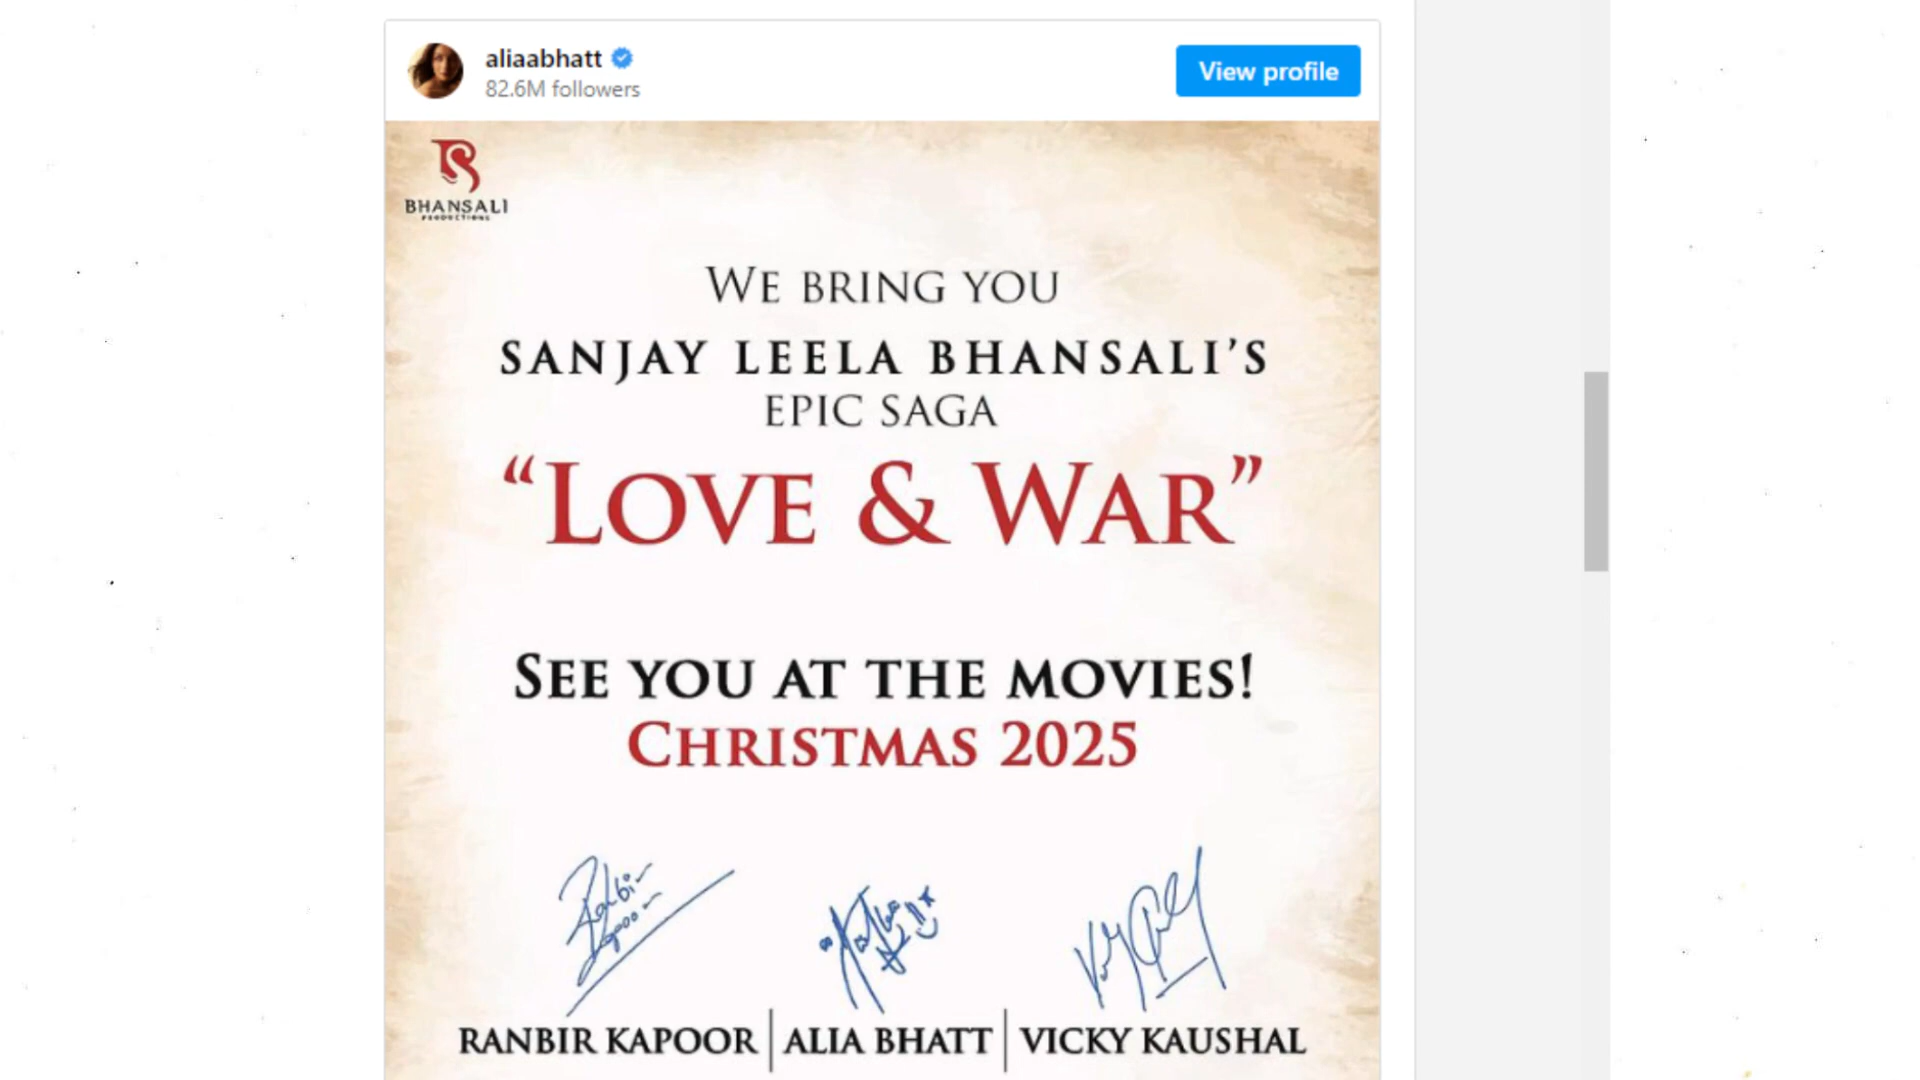 aliaabhatt
82.6M followers
View profile
BHANSALI
PRODUCTIONS
WE BRING YOU
SANJAY LEELA BHANSALI’S
EPIC SAGA
“LOVE & WAR”
SEE YOU AT THE MOVIES!
CHRISTMAS 2025
RANBIR KAPOOR | ALIA BHATT | VICKY KAUSHAL